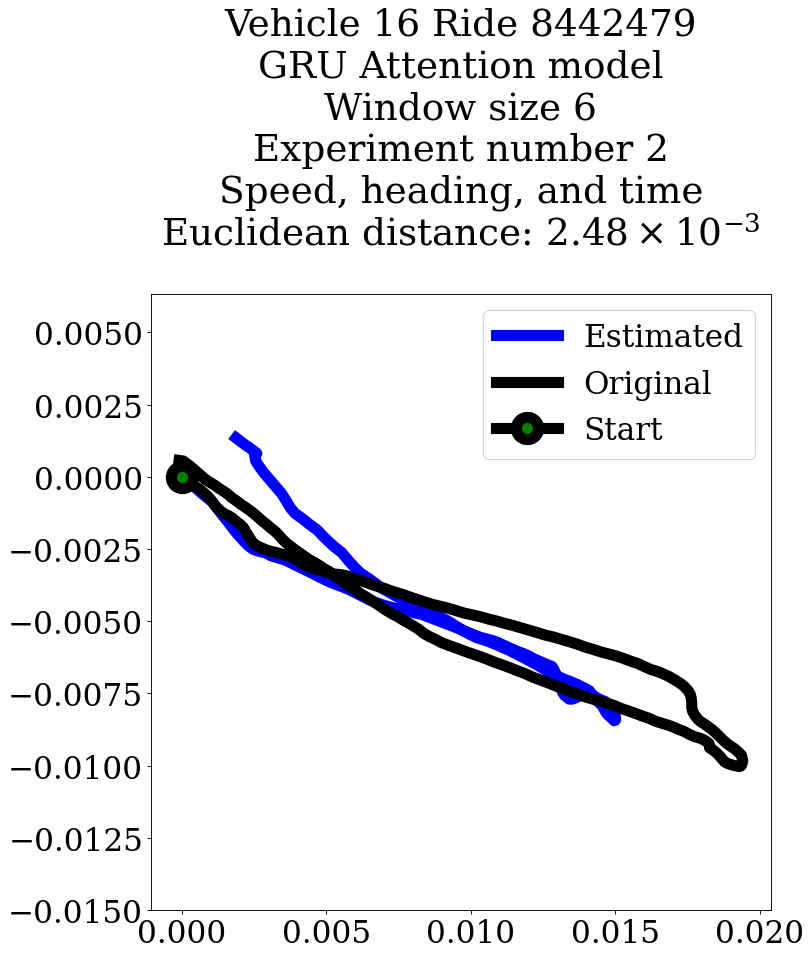 Vehicle 16 Ride 8442479
GRU Attention model
Window size 6
Experiment number 2
Speed, heading, and time
Euclidean distance: 2.48 × 10⁻³
Estimated
Original
Start
0.0050
0.0025
0.0000
−0.0025
−0.0050
−0.0075
−0.0100
−0.0125
−0.0150
0.000 0.005 0.010 0.015 0.020